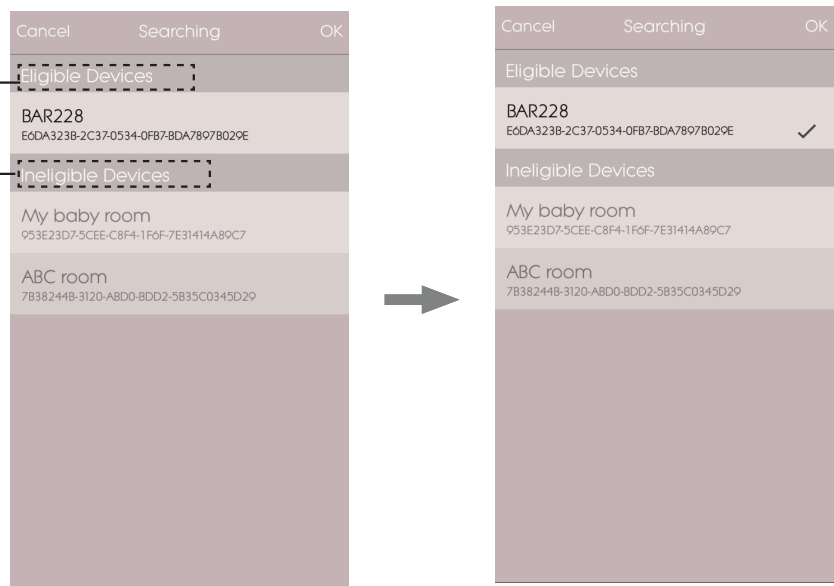 Cancel Searching OK
Eligible Devices
BAR228
E6DA323B-2C37-0534-0FB7-BDA7897B029E
Ineligible Devices
My baby room
953E23D7-5CEE-C8F4-1F6F-7E31414A89C7
ABC room
7B38244B-3120-ABD0-BDD2-5B35C0345D29
Cancel Searching OK
Eligible Devices
BAR228
E6DA323B-2C37-0534-0FB7-BDA7897B029E
Ineligible Devices
My baby room
953E23D7-5CEE-C8F4-1F6F-7E31414A89C7
ABC room
7B38244B-3120-ABD0-BDD2-5B35C0345D29